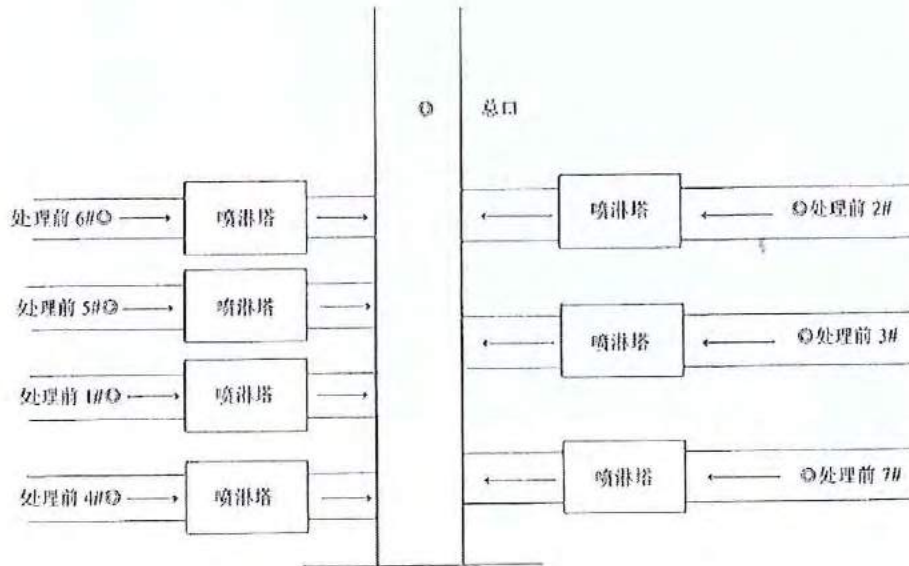 ◎ 总口
处理前 6#◎ 喷淋塔
喷淋塔 ◎处理前 2#
处理前 5#◎ 喷淋塔
喷淋塔 ◎处理前 3#
处理前 1#◎ 喷淋塔
处理前 4#◎ 喷淋塔
喷淋塔 ◎处理前 7#